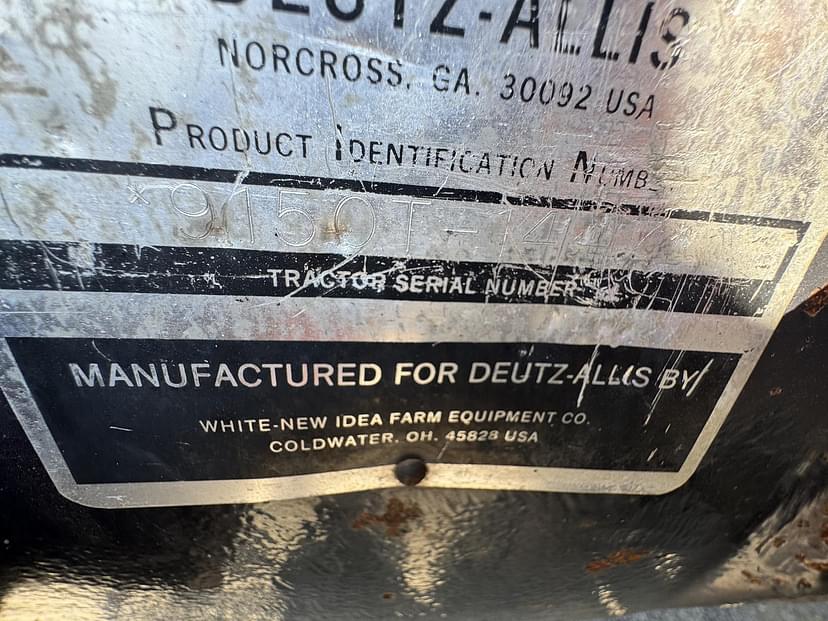 DEUTZ-ALLIS
NORCROSS, GA. 30092 USA
PRODUCT IDENTIFICATION NUMB
*9150T-
TRACTOR SERIAL NUMBER
MANUFACTURED FOR DEUTZ-ALLIS BY
WHITE-NEW IDEA FARM EQUIPMENT CO.
COLDWATER, OH. 45828 USA